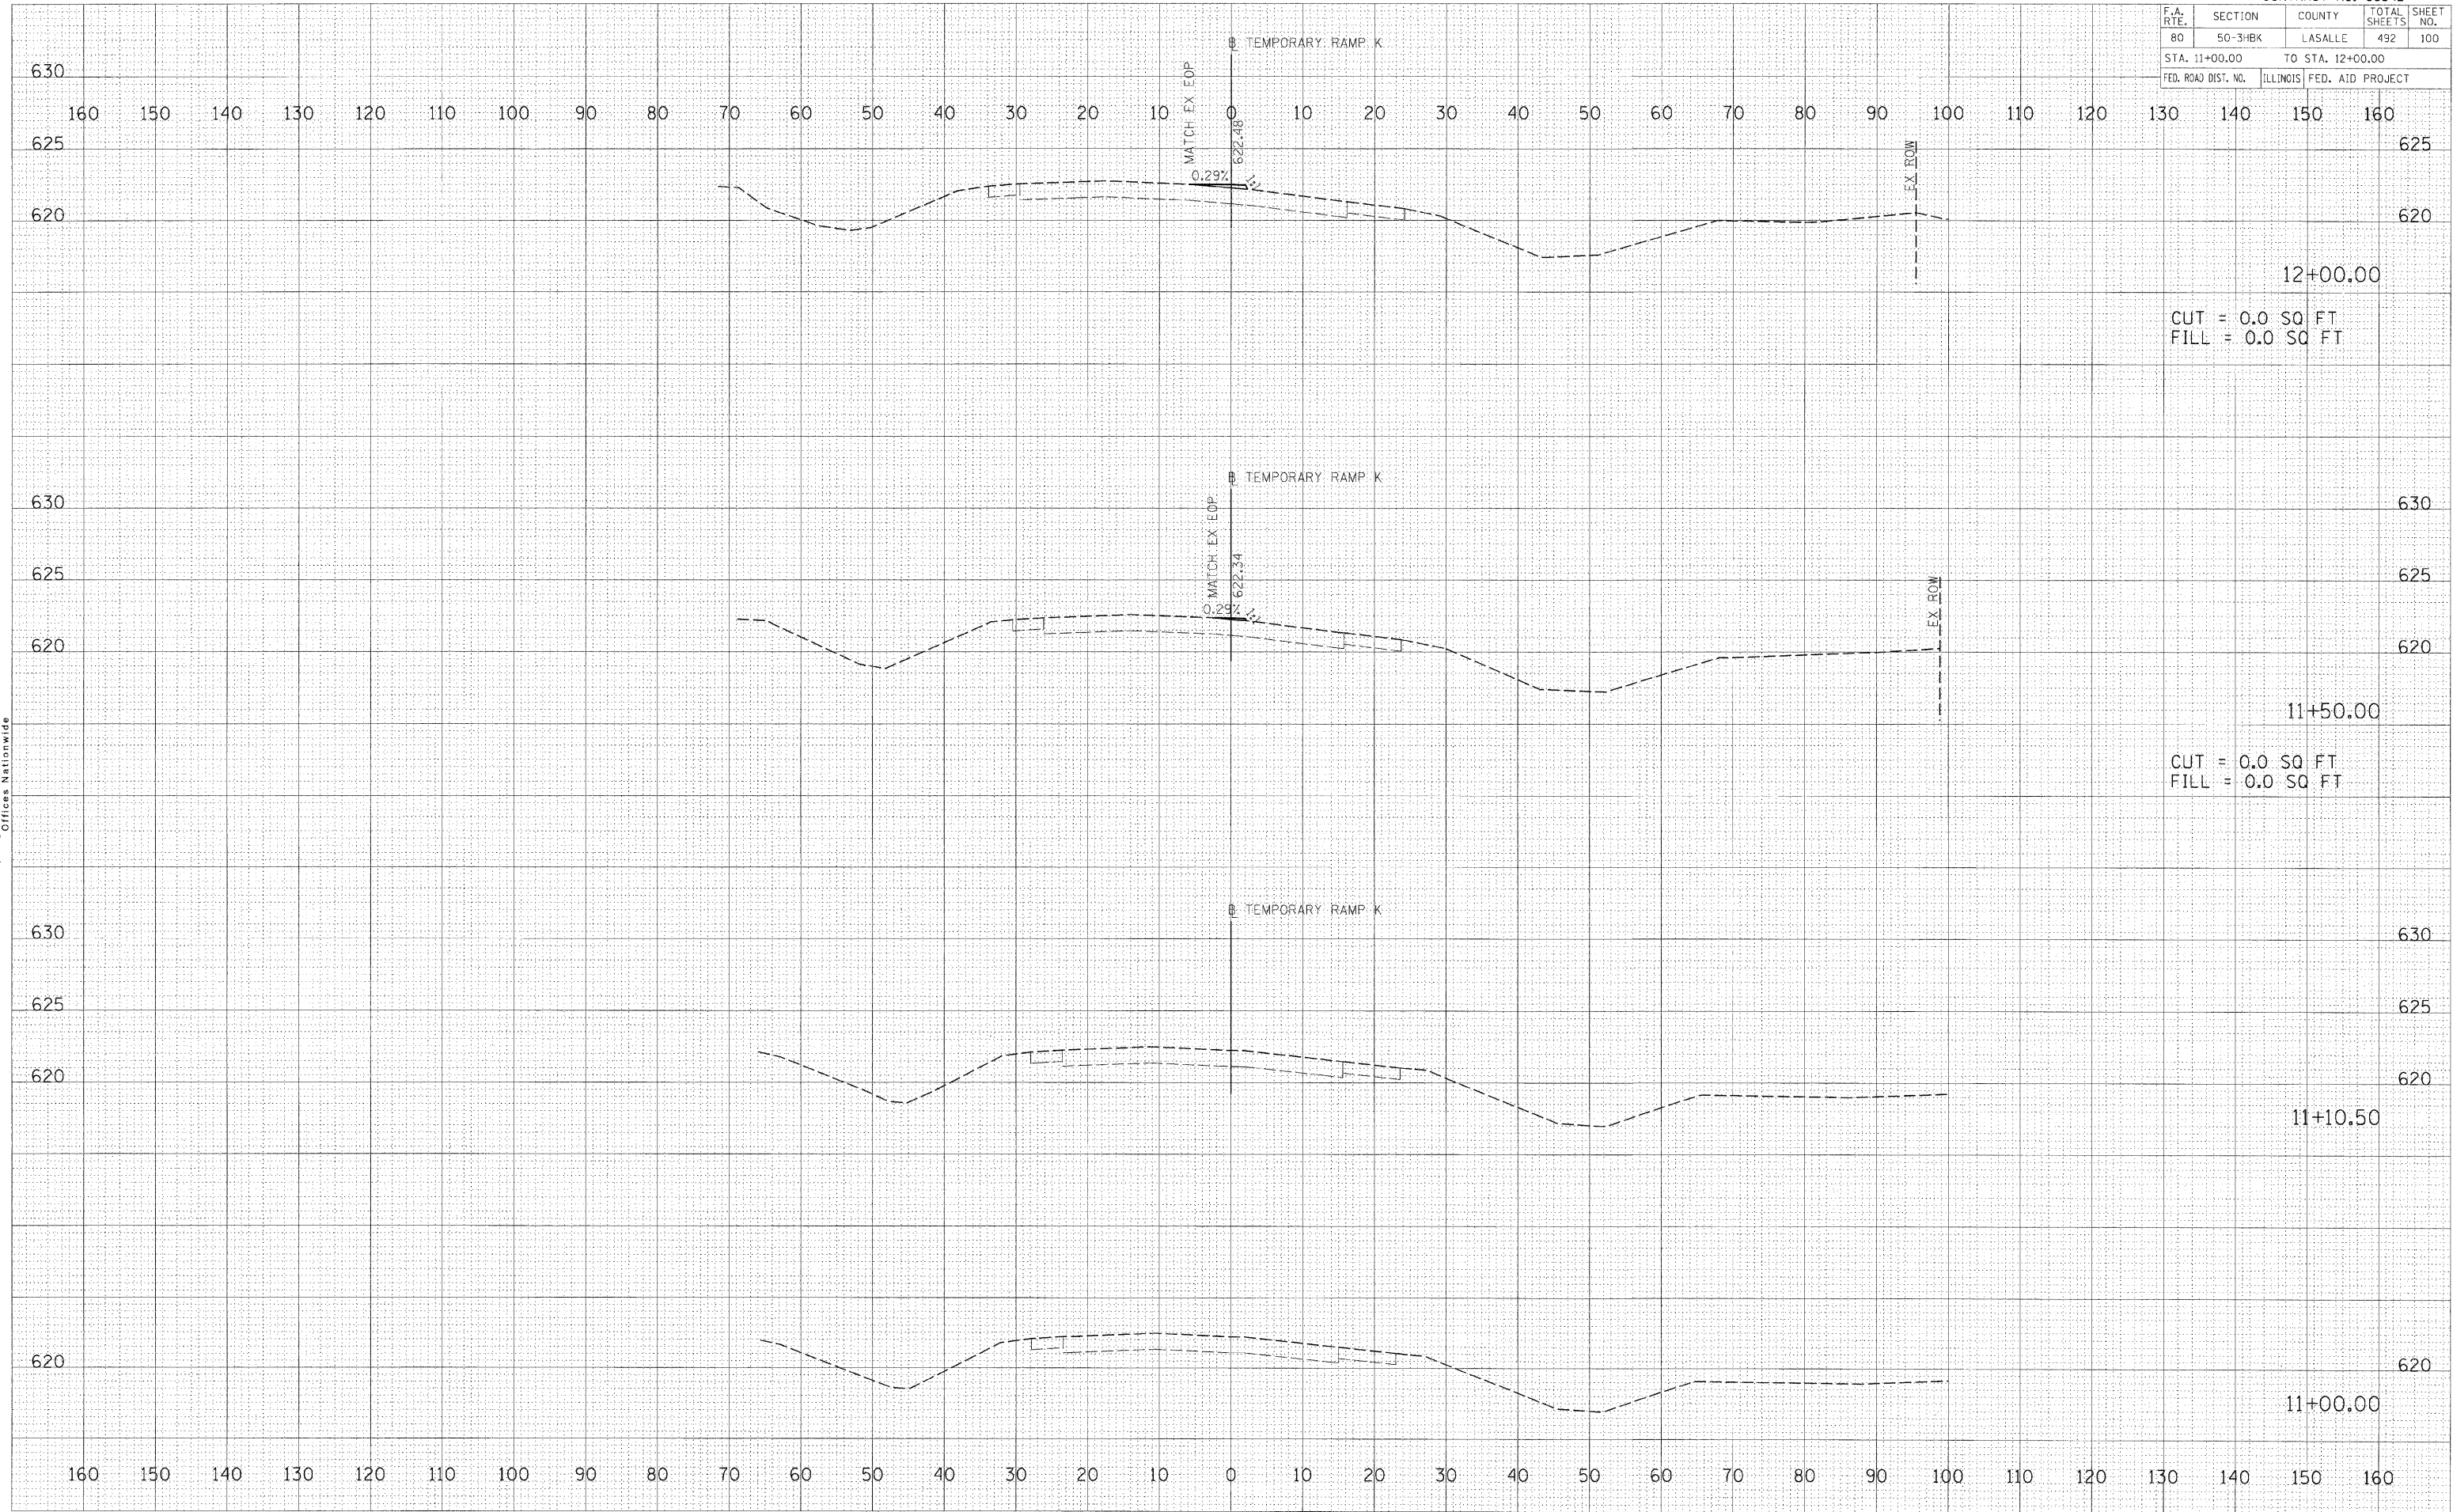 F.A. RTE. SECTION COUNTY TOTAL SHEETS SHEET NO.
80 50-3HBK LASALLE 492 100
STA. 11+00.00 TO STA. 12+00.00
FED. ROAD DIST. NO. ILLINOIS FED. AID PROJECT
℄ TEMPORARY RAMP K
630
160 150 140 130 120 110 100 90 80 70 60 50 40 30 20 10 0 10 20 30 40 50 60 70 80 90 100 110 120 130 140 150 160
MATCH EX EOP
622.48
625 625
EX ROW
0.29% 1:1
620 620
12+00.00
CUT = 0.0 SQ FT
FILL = 0.0 SQ FT
℄ TEMPORARY RAMP K
630 630
MATCH EX EOP
622.34
625 625
EX ROW
0.29% 1:1
620 620
11+50.00
CUT = 0.0 SQ FT
FILL = 0.0 SQ FT
Offices Nationwide
℄ TEMPORARY RAMP K
630 630
625 625
620 620
11+10.50
620 620
11+00.00
160 150 140 130 120 110 100 90 80 70 60 50 40 30 20 10 0 10 20 30 40 50 60 70 80 90 100 110 120 130 140 150 160